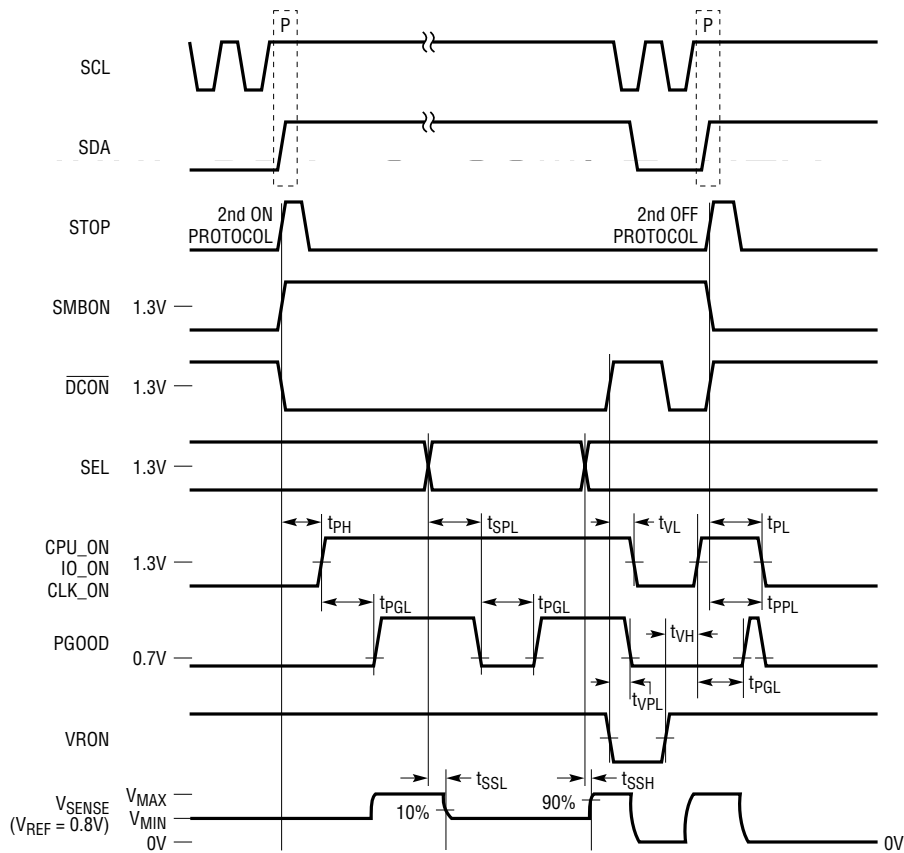 P P
SCL
SDA
2nd ON
PROTOCOL
2nd OFF
PROTOCOL
STOP
SMBON 1.3V
DCON 1.3V
SEL 1.3V
tPH tSPL tVL tPL
CPU_ON
IO_ON
CLK_ON
1.3V
tPGL tPGL tPPL
PGOOD
0.7V
tVH
tPGL
tVPL
VRON
tSSL tSSH
VSENSE
(VREF = 0.8V)
VMAX
VMIN
0V
10%
90%
0V